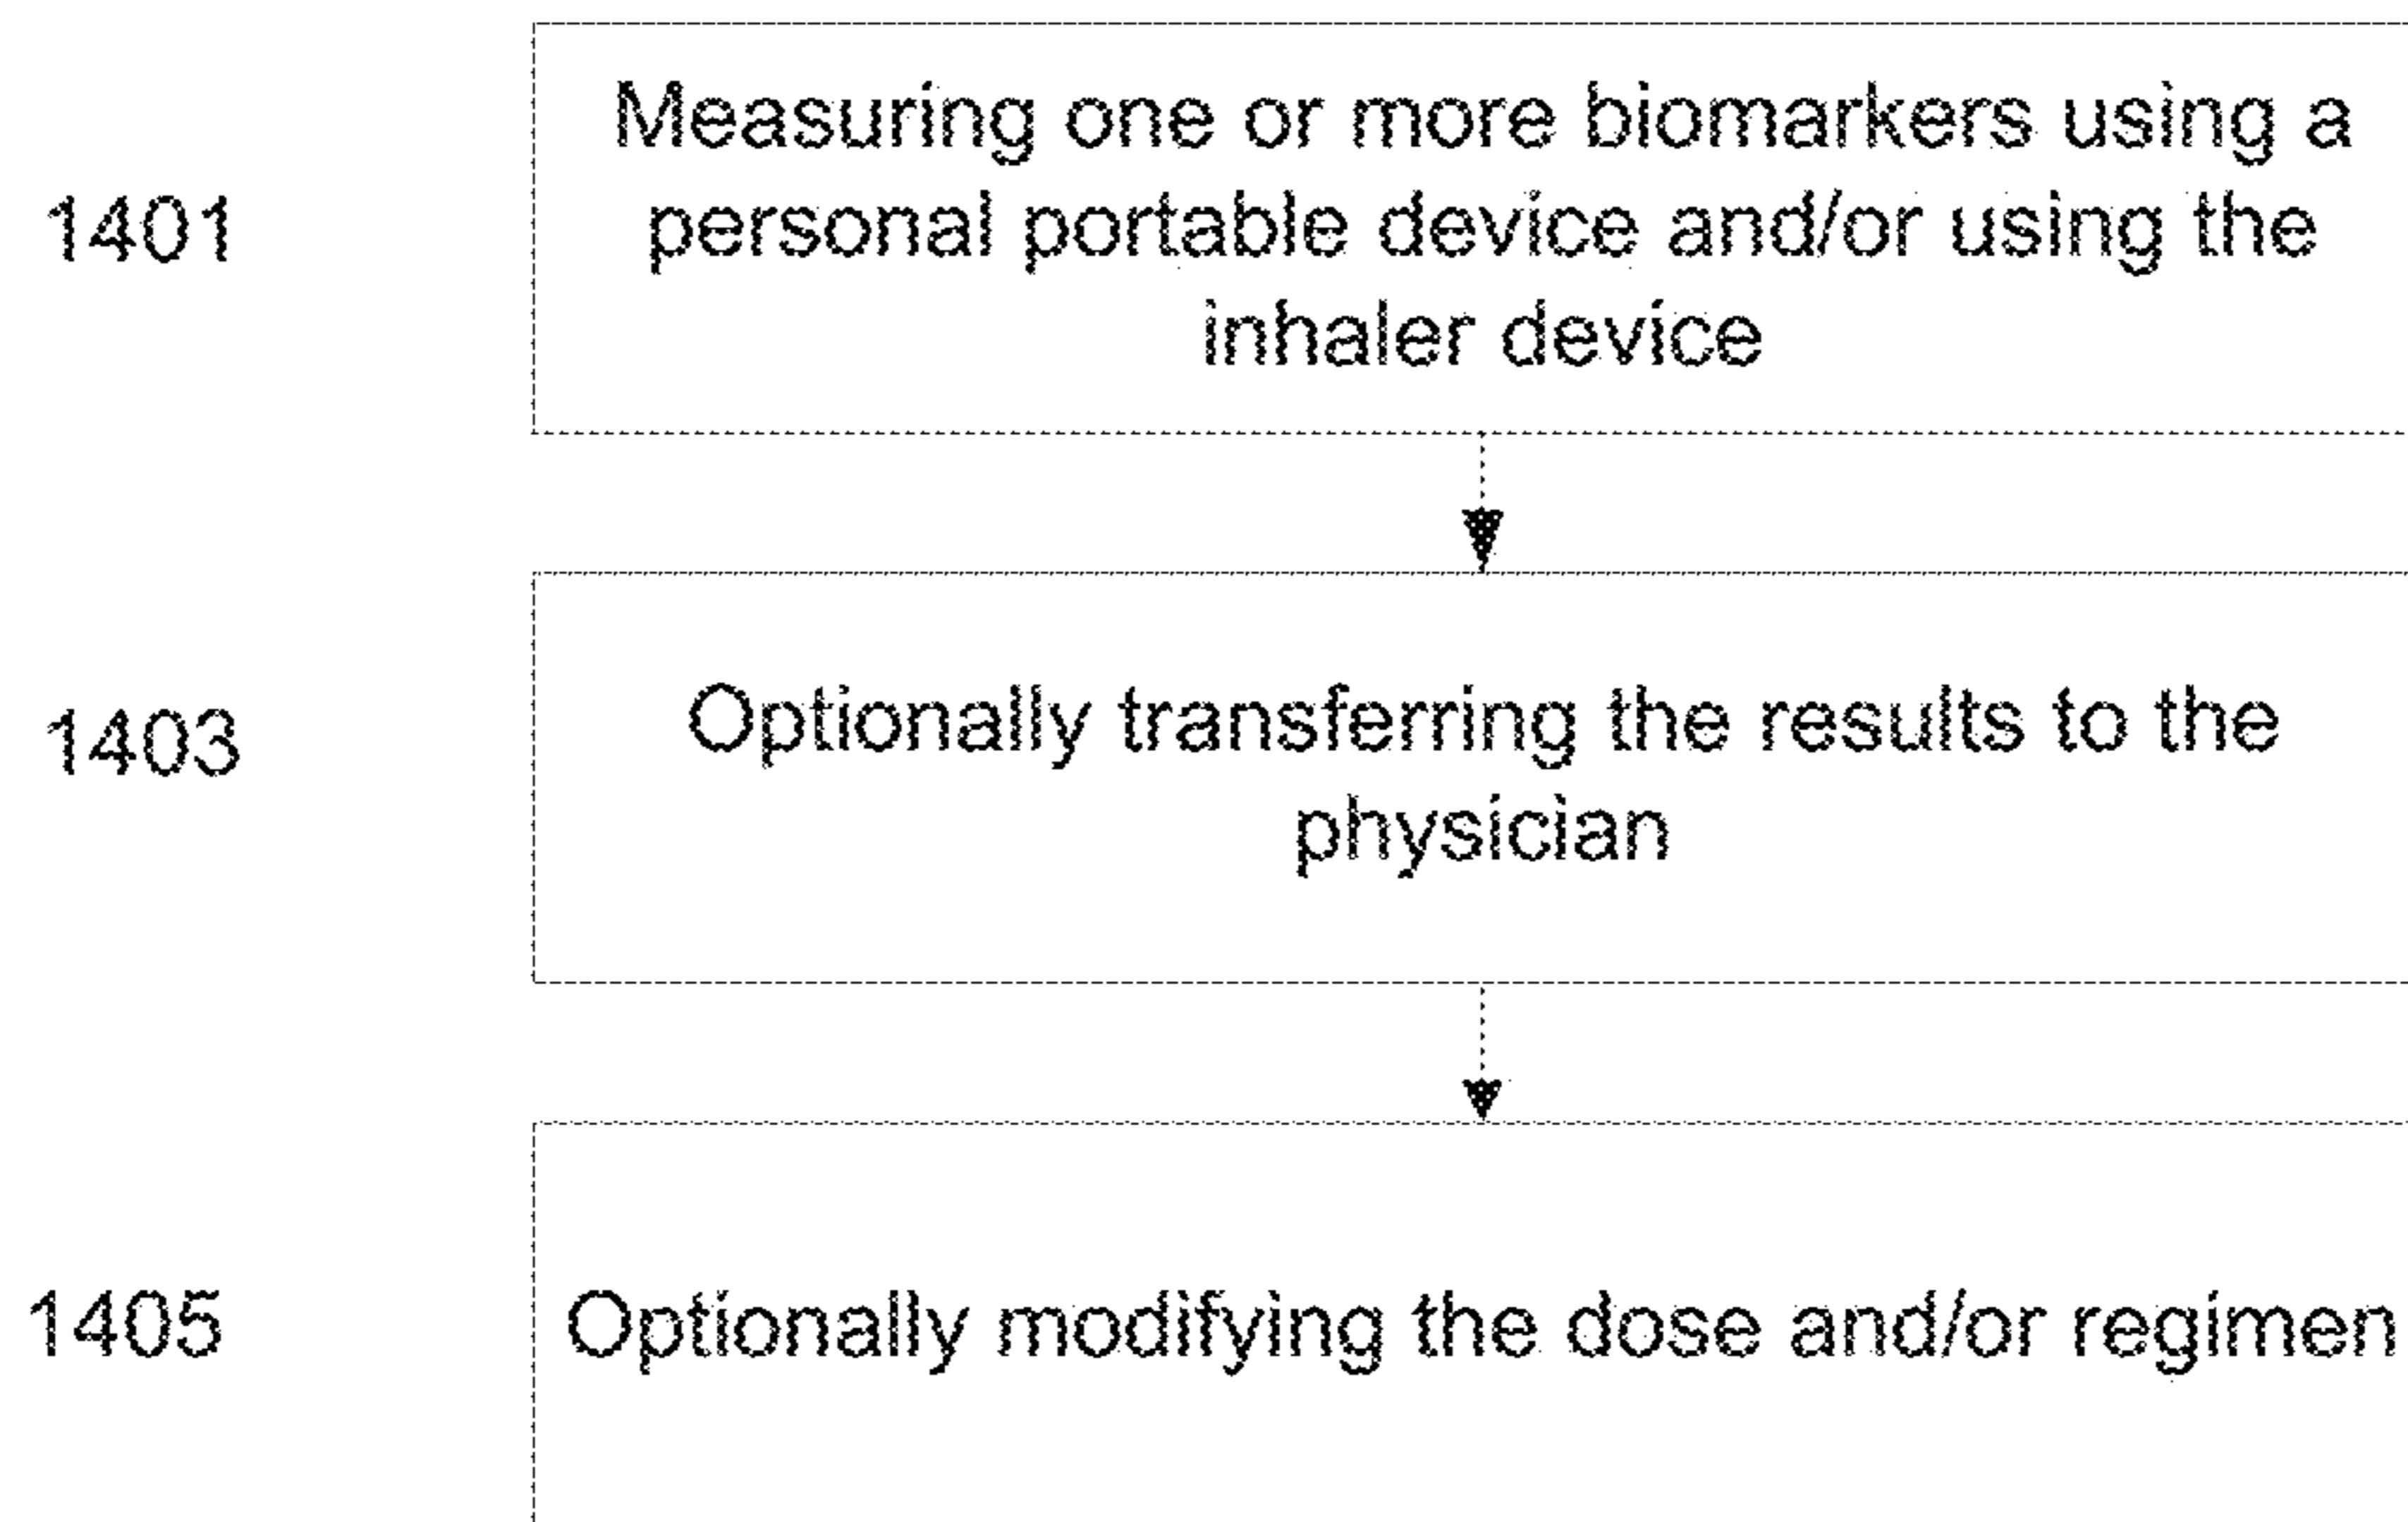 Measuring one or more biomarkers using a
1401
personal portable device and/or using the
inhaler device
Optionally transferring the results to the
1403
physician
1405
Optionally modifying the dose and/or regimen